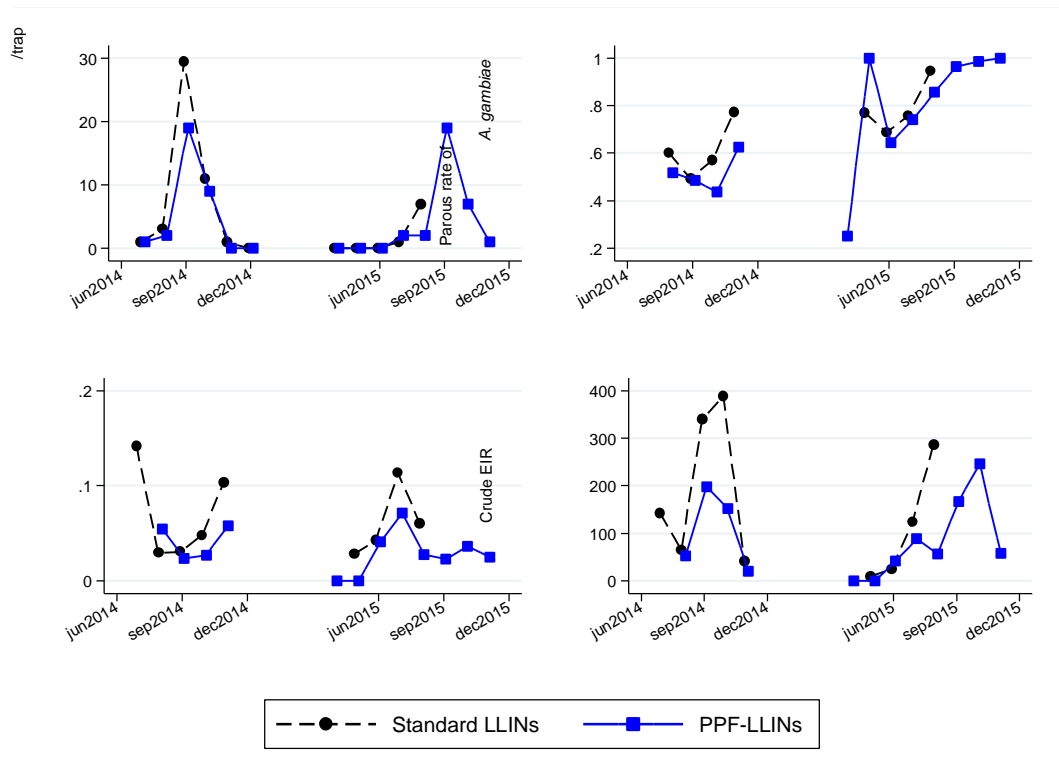 /trap
30
20
10
0
A. gambiae
Parous rate of
jun2014 sep2014 dec2014 jun2015 sep2015 dec2015
1
.8
.6
.4
.2
jun2014 sep2014 dec2014 jun2015 sep2015 dec2015
.2
.1
0
Crude EIR
jun2014 sep2014 dec2014 jun2015 sep2015 dec2015
400
300
200
100
0
jun2014 sep2014 dec2014 jun2015 sep2015 dec2015
Standard LLINs PPF-LLINs